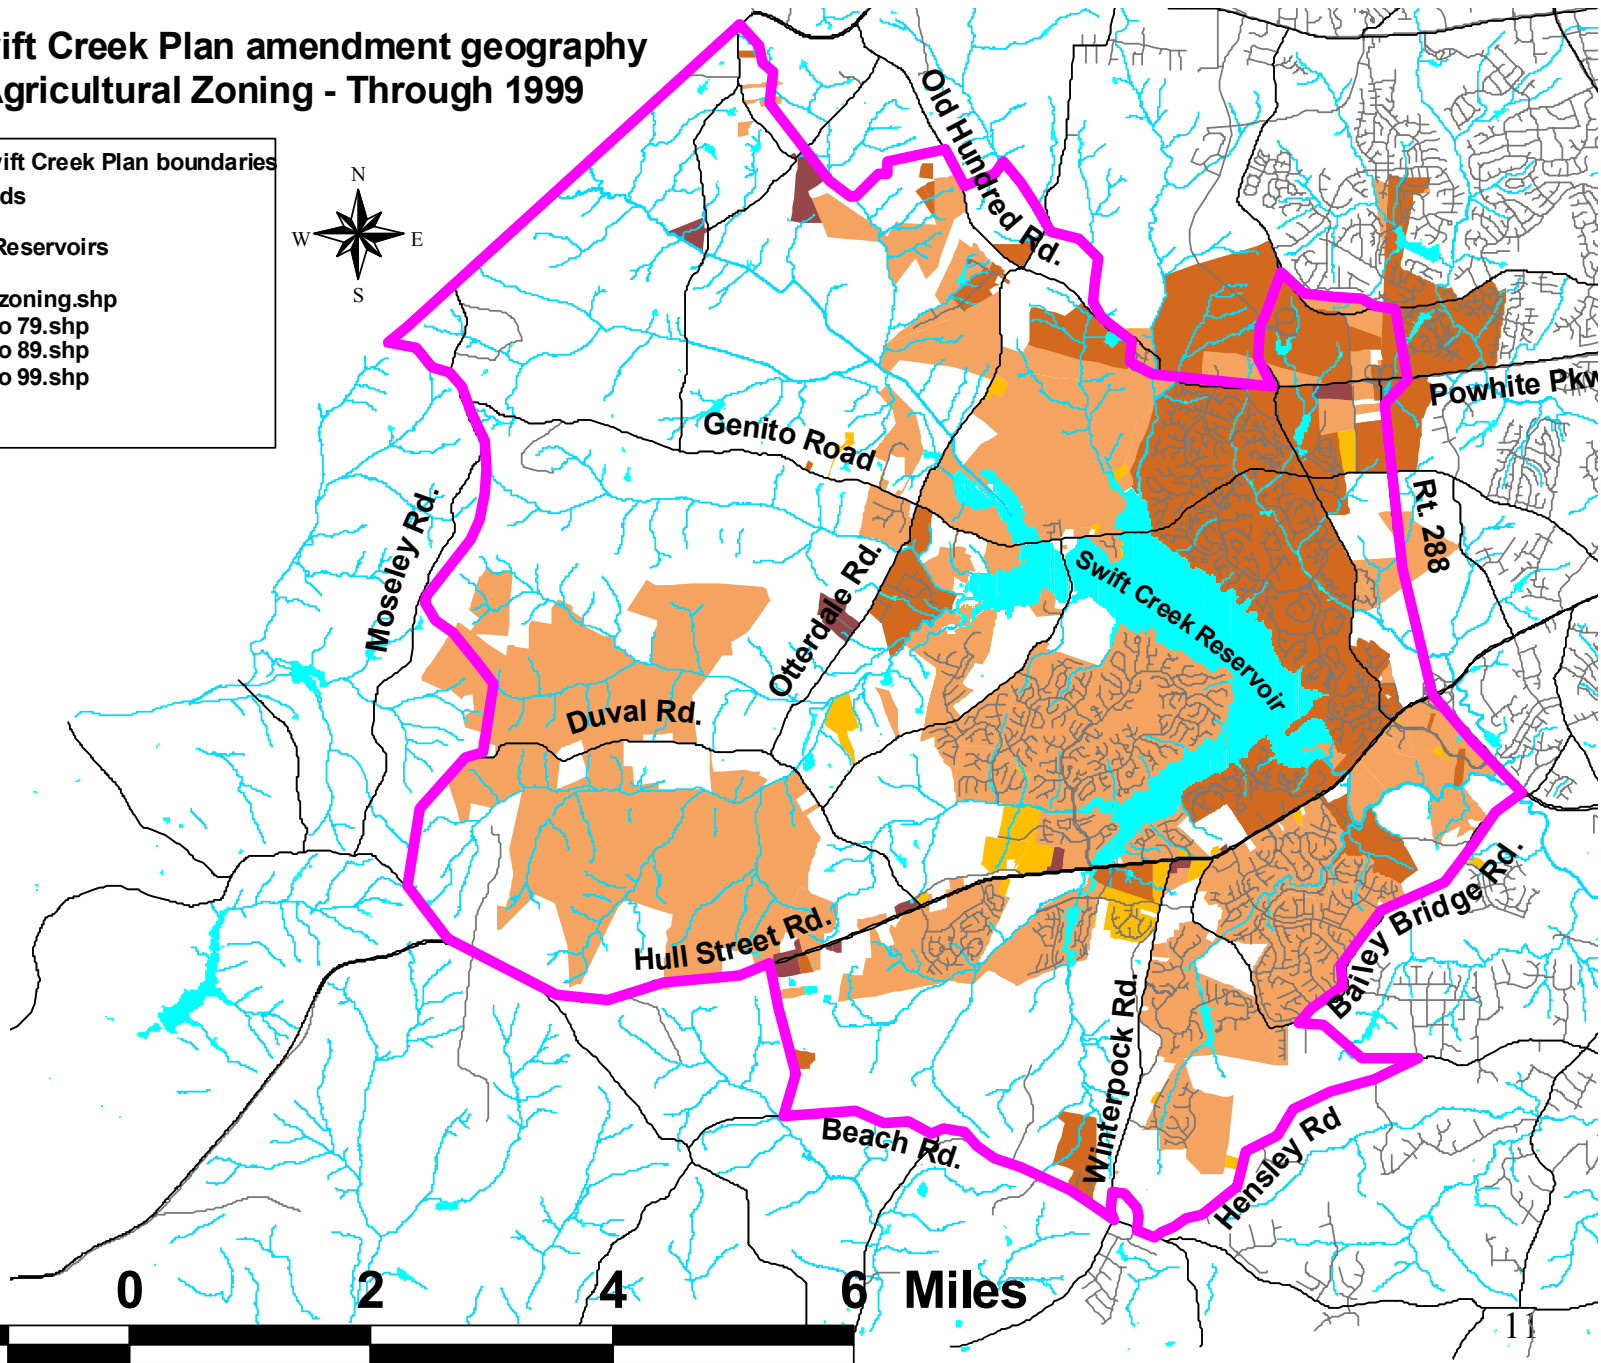 ift Creek Plan amendment geography
Agricultural Zoning - Through 1999
ift Creek Plan boundaries
ds
Reservoirs
zoning.shp
o 79.shp
o 89.shp
o 99.shp
N
W E
S
Old Hundred Rd.
Powhite Pkw
Genito Road
Rt. 288
Moseley Rd.
Otterdale Rd.
Swift Creek Reservoir
Duval Rd.
Hull Street Rd.
Bailey Bridge Rd.
Winterpock Rd.
Beach Rd.
Hensley Rd
0 2 4 6 Miles
11